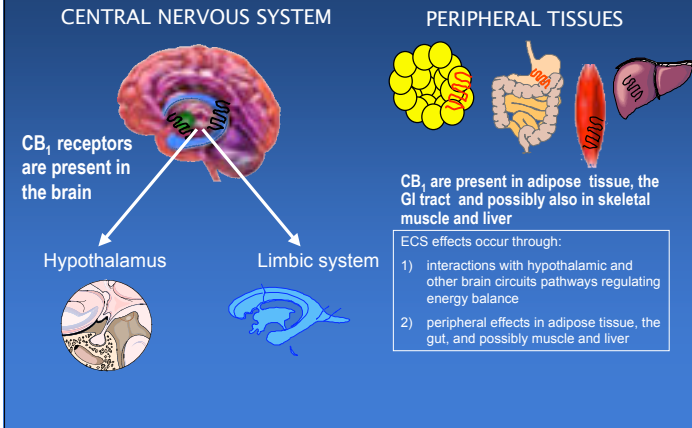 CENTRAL NERVOUS SYSTEM
CB₁ receptors
are present in
the brain
Hypothalamus
Limbic system
PERIPHERAL TISSUES
CB₁ are present in adipose tissue, the
GI tract and possibly also in skeletal
muscle and liver
ECS effects occur through:
1) interactions with hypothalamic and
other brain circuits pathways regulating
energy balance
2) peripheral effects in adipose tissue, the
gut, and possibly muscle and liver